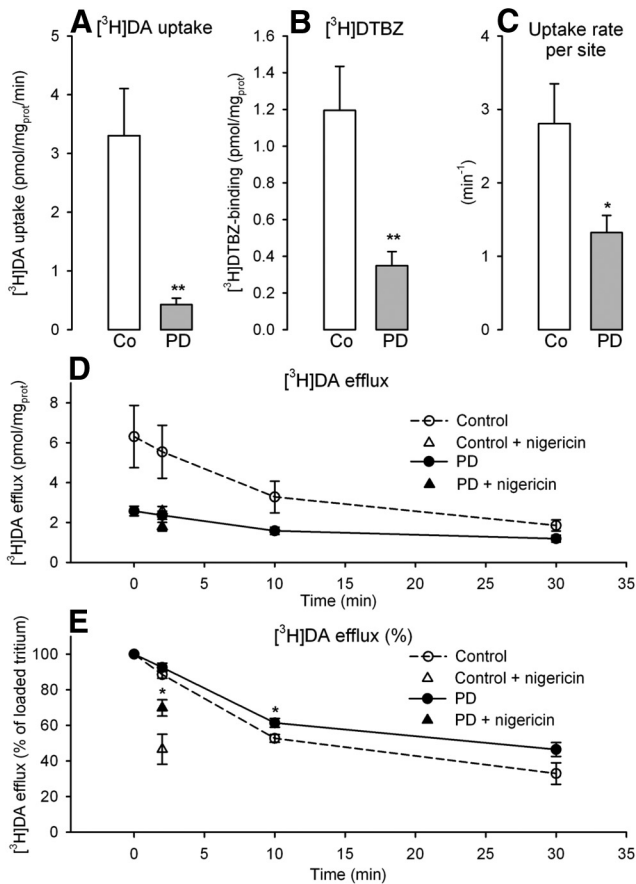 A [³H]DA uptake
[³H]DA uptake (pmol/mgprot/min)
5
4
3
2
1
0
**
Co PD
B [³H]DTBZ
[³H]DTBZ-binding (pmol/mgprot)
1.6
1.4
1.2
1.0
0.8
0.6
0.4
0.2
0.0
**
Co PD
C Uptake rate
per site
(min⁻¹)
4
3
2
1
0
*
Co PD
D [³H]DA efflux
[³H]DA efflux (pmol/mgprot)
8
6
4
2
0
Control
Control + nigericin
PD
PD + nigericin
0 5 10 15 20 25 30 35
Time (min)
E [³H]DA efflux (%)
[³H]DA efflux (% of loaded tritium)
100
80
60
40
20
0
Control
Control + nigericin
PD
PD + nigericin
* *
0 5 10 15 20 25 30 35
Time (min)